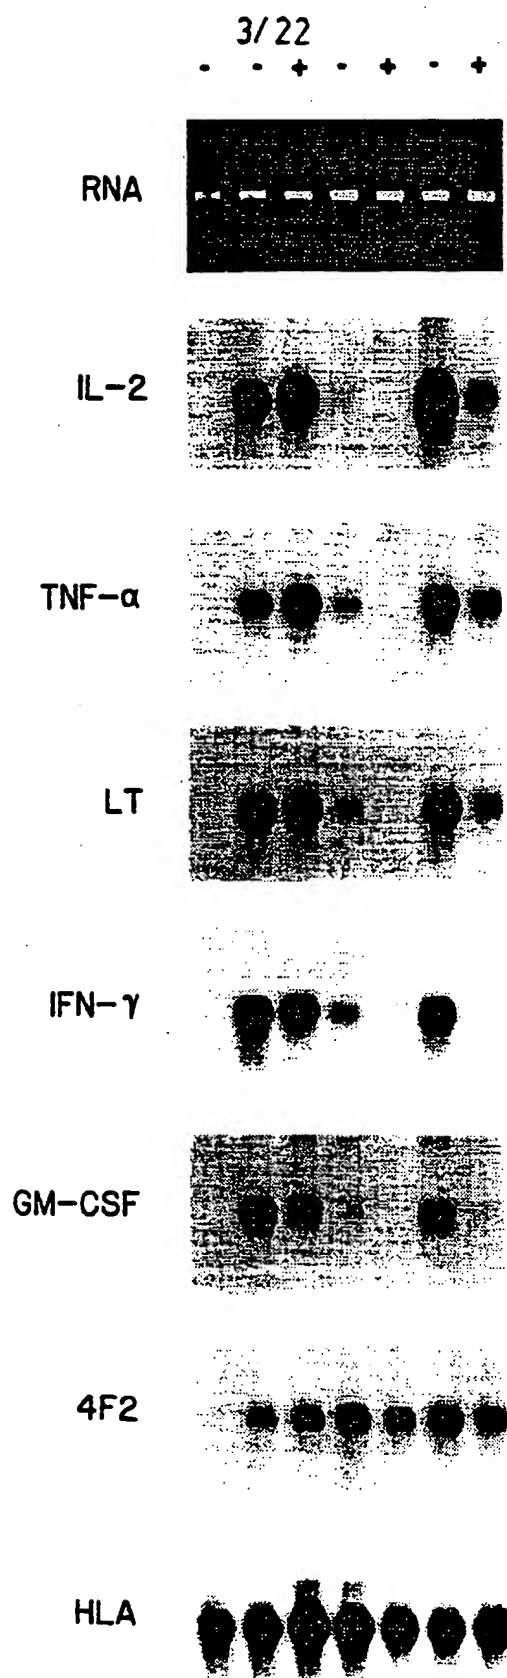 3/22
- - + - + - +
RNA
IL-2
TNF-α
LT
IFN-γ
GM-CSF
4F2
HLA